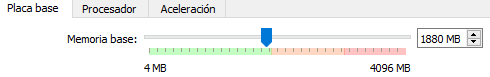 Placa base Procesador Aceleración
Memoria base: 1880 MB
4 MB 4096 MB